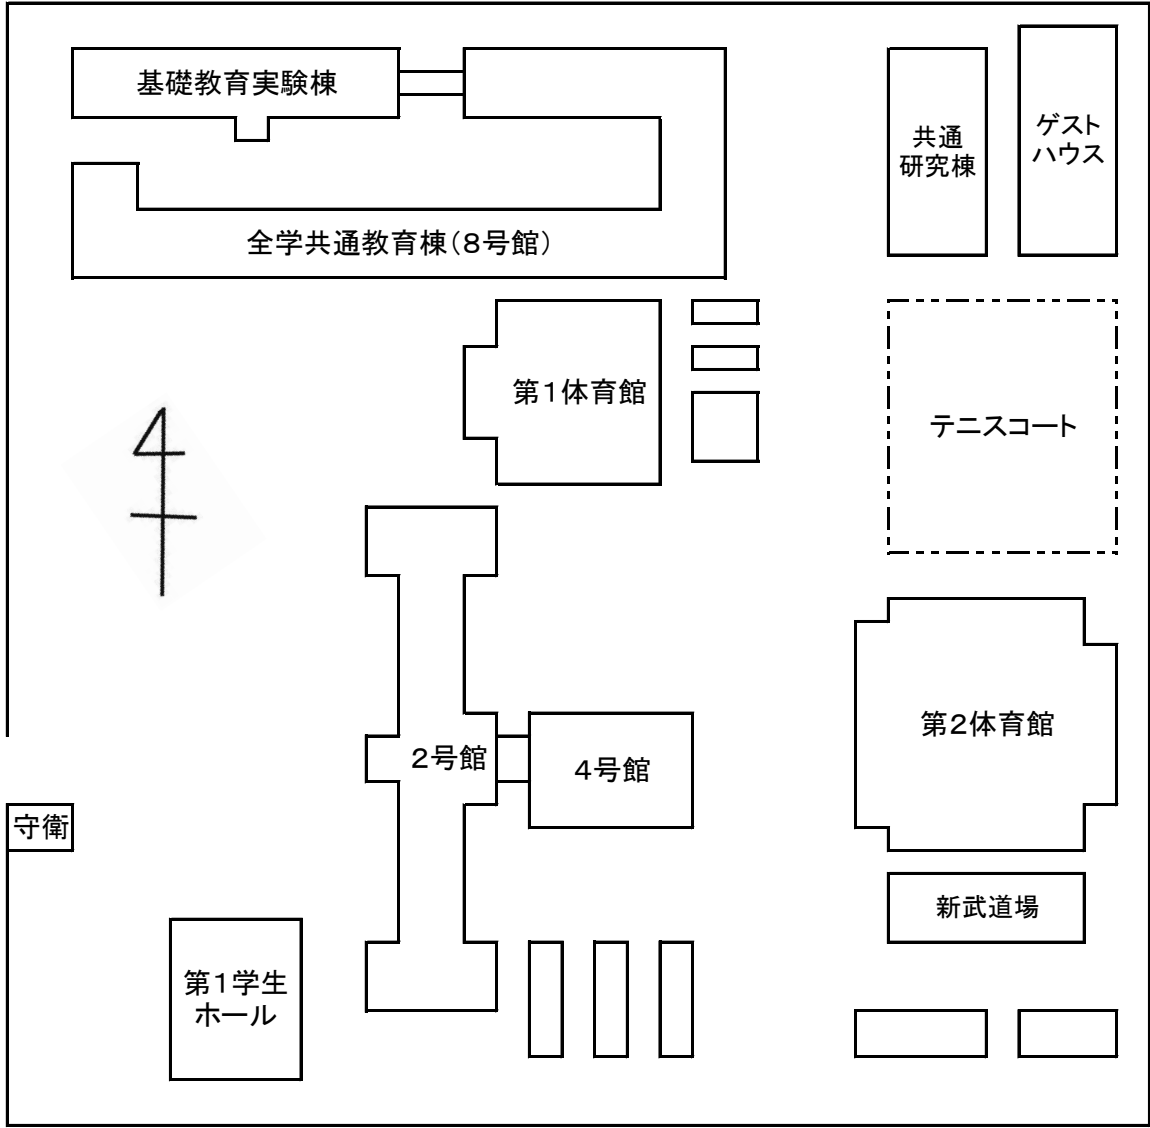 基礎教育実験棟
共通
研究棟
ゲスト
ハウス
全学共通教育棟(8号館)
第1体育館
テニスコート
第2体育館
2号館
4号館
守衛
新武道場
第1学生
ホール